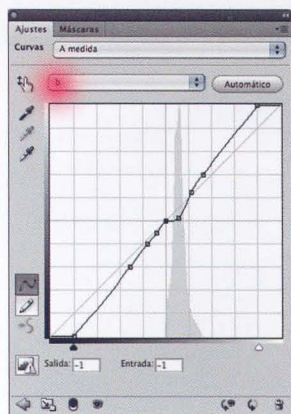 Ajustes Máscaras
Curvas A medida
b Automático
Salida: -1 Entrada: -1